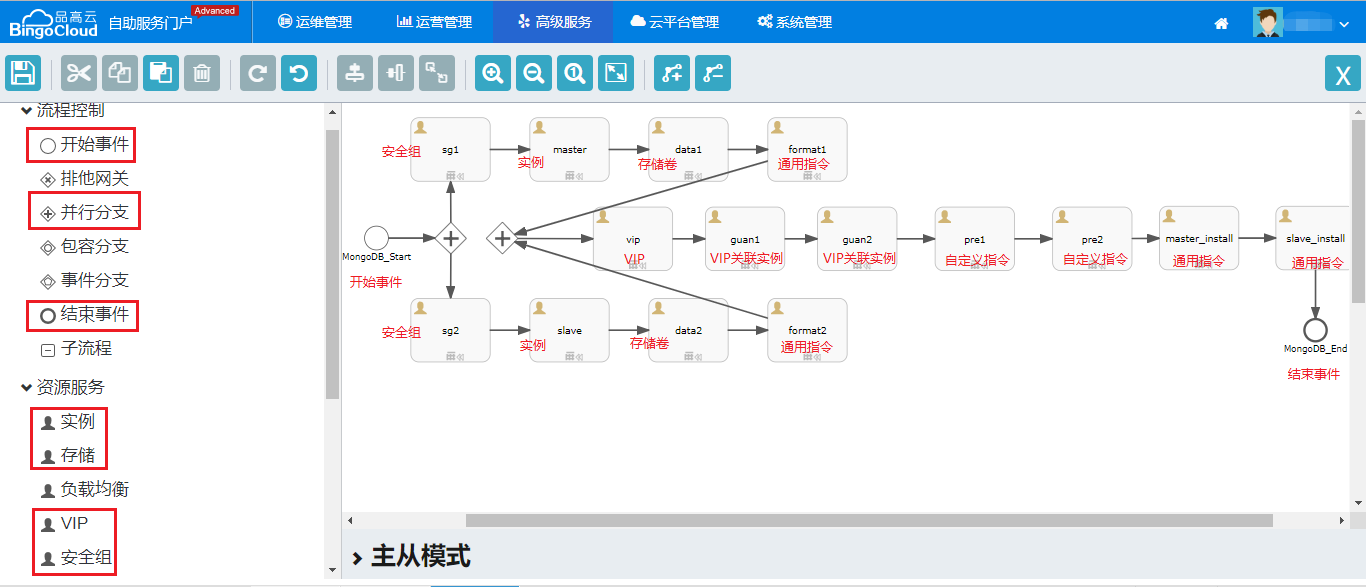 品高云
BingoCloud
自助服务门户
Advanced
运维管理
运营管理
高级服务
云平台管理
系统管理
X
流程控制
开始事件
排他网关
并行分支
包容分支
事件分支
结束事件
子流程
资源服务
实例
存储
负载均衡
VIP
安全组
安全组
sg1
实例
master
存储卷
data1
format1
通用指令
MongoDB_Start
开始事件
vip
VIP
guan1
VIP关联实例
guan2
VIP关联实例
pre1
自定义指令
pre2
自定义指令
master_install
通用指令
slave_install
通用指令
安全组
sg2
实例
slave
存储卷
data2
format2
通用指令
MongoDB_End
结束事件
主从模式